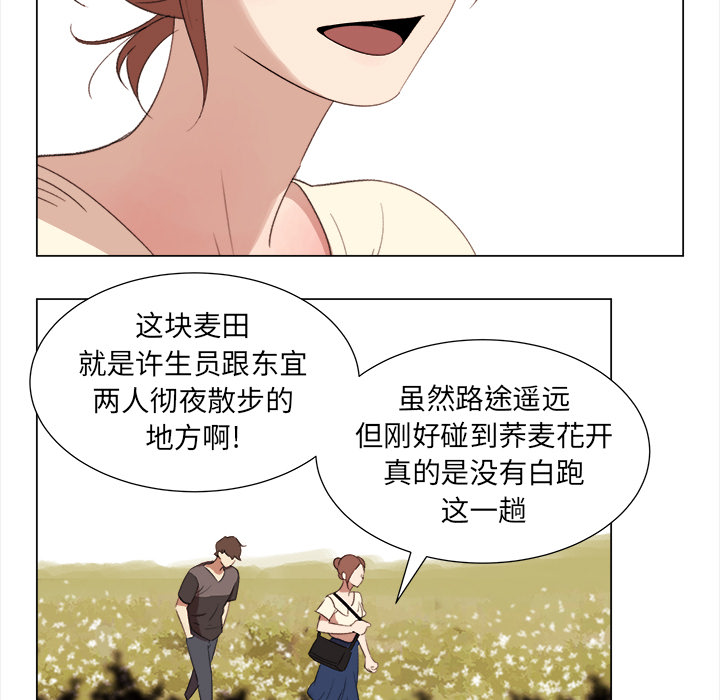 这块麦田
就是许生员跟东宜
两人彻夜散步的
地方啊!
虽然路途遥远
但刚好碰到荞麦花开
真的是没有白跑
这一趟